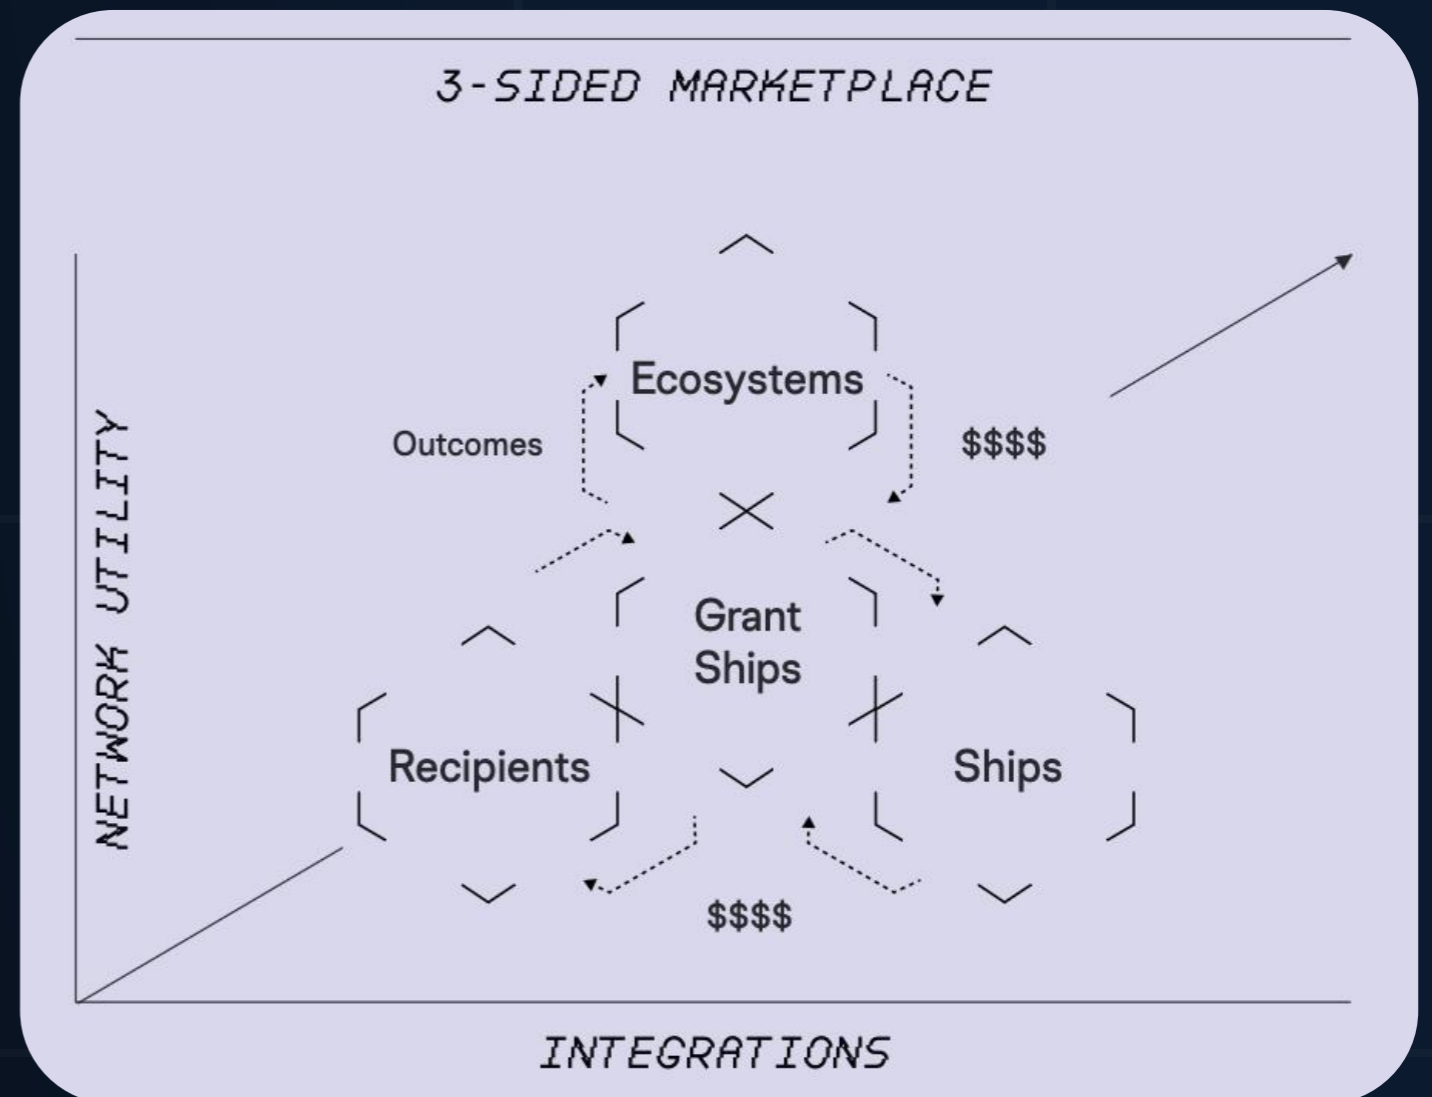 3-SIDED MARKETPLACE
Ecosystems
Outcomes
$$$$
Grant
Ships
Recipients
Ships
$$$$
NETWORK UTILITY
INTEGRATIONS